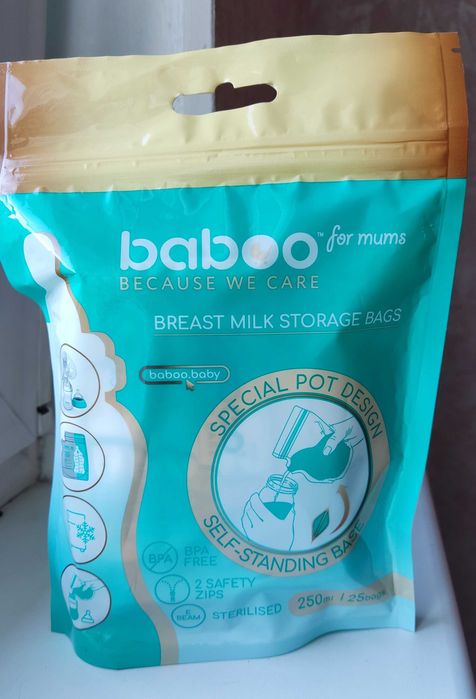 baboo™ for mums
BECAUSE WE CARE
BREAST MILK STORAGE BAGS
baboo.baby
SPECIAL POT DESIGN
SELF-STANDING BASE
BPA
BPA
FREE
2 SAFETY
ZIPS
E
BEAM
STERILISED
250ml / 25bags